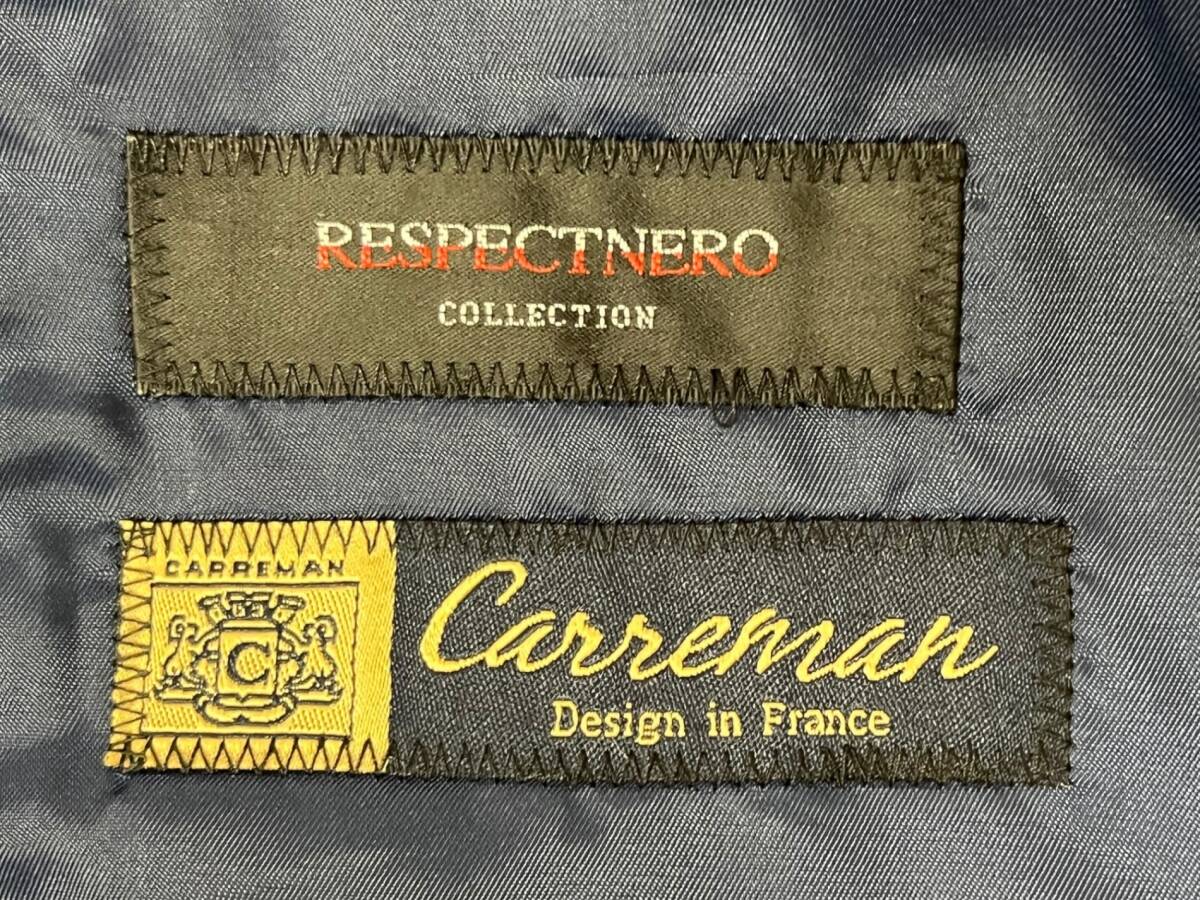 RESPECTNERO
COLLECTION
CARREMAN
C
Carreman
Design in France